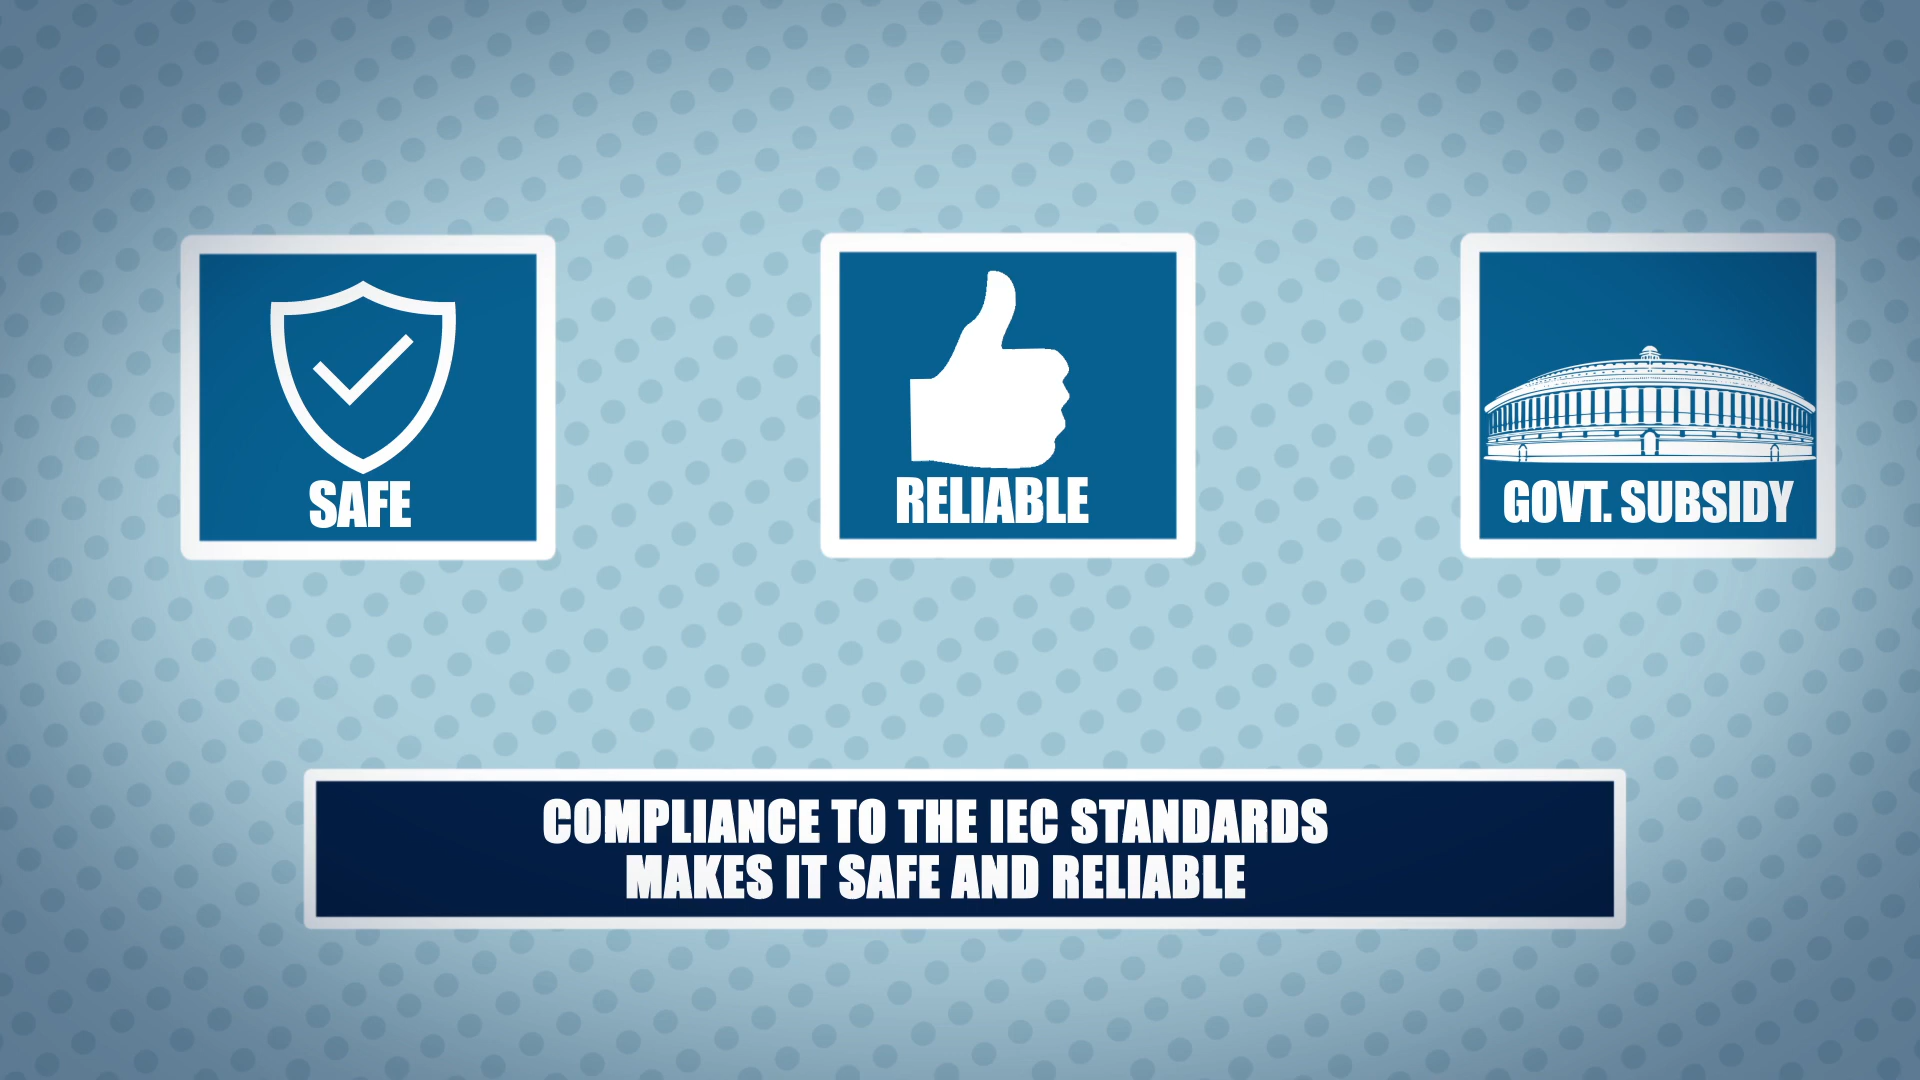 SAFE
RELIABLE
GOVT. SUBSIDY
COMPLIANCE TO THE IEC STANDARDS
MAKES IT SAFE AND RELIABLE